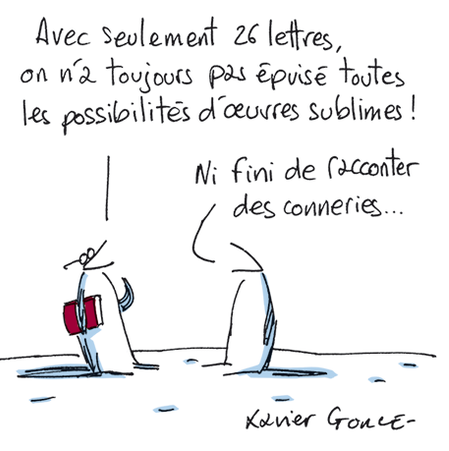 Avec seulement 26 lettres,
on n'a toujours pas épuisé toutes
les possibilités d'œuvres sublimes !
Ni fini de racconter
des conneries...
Xavier Gorce